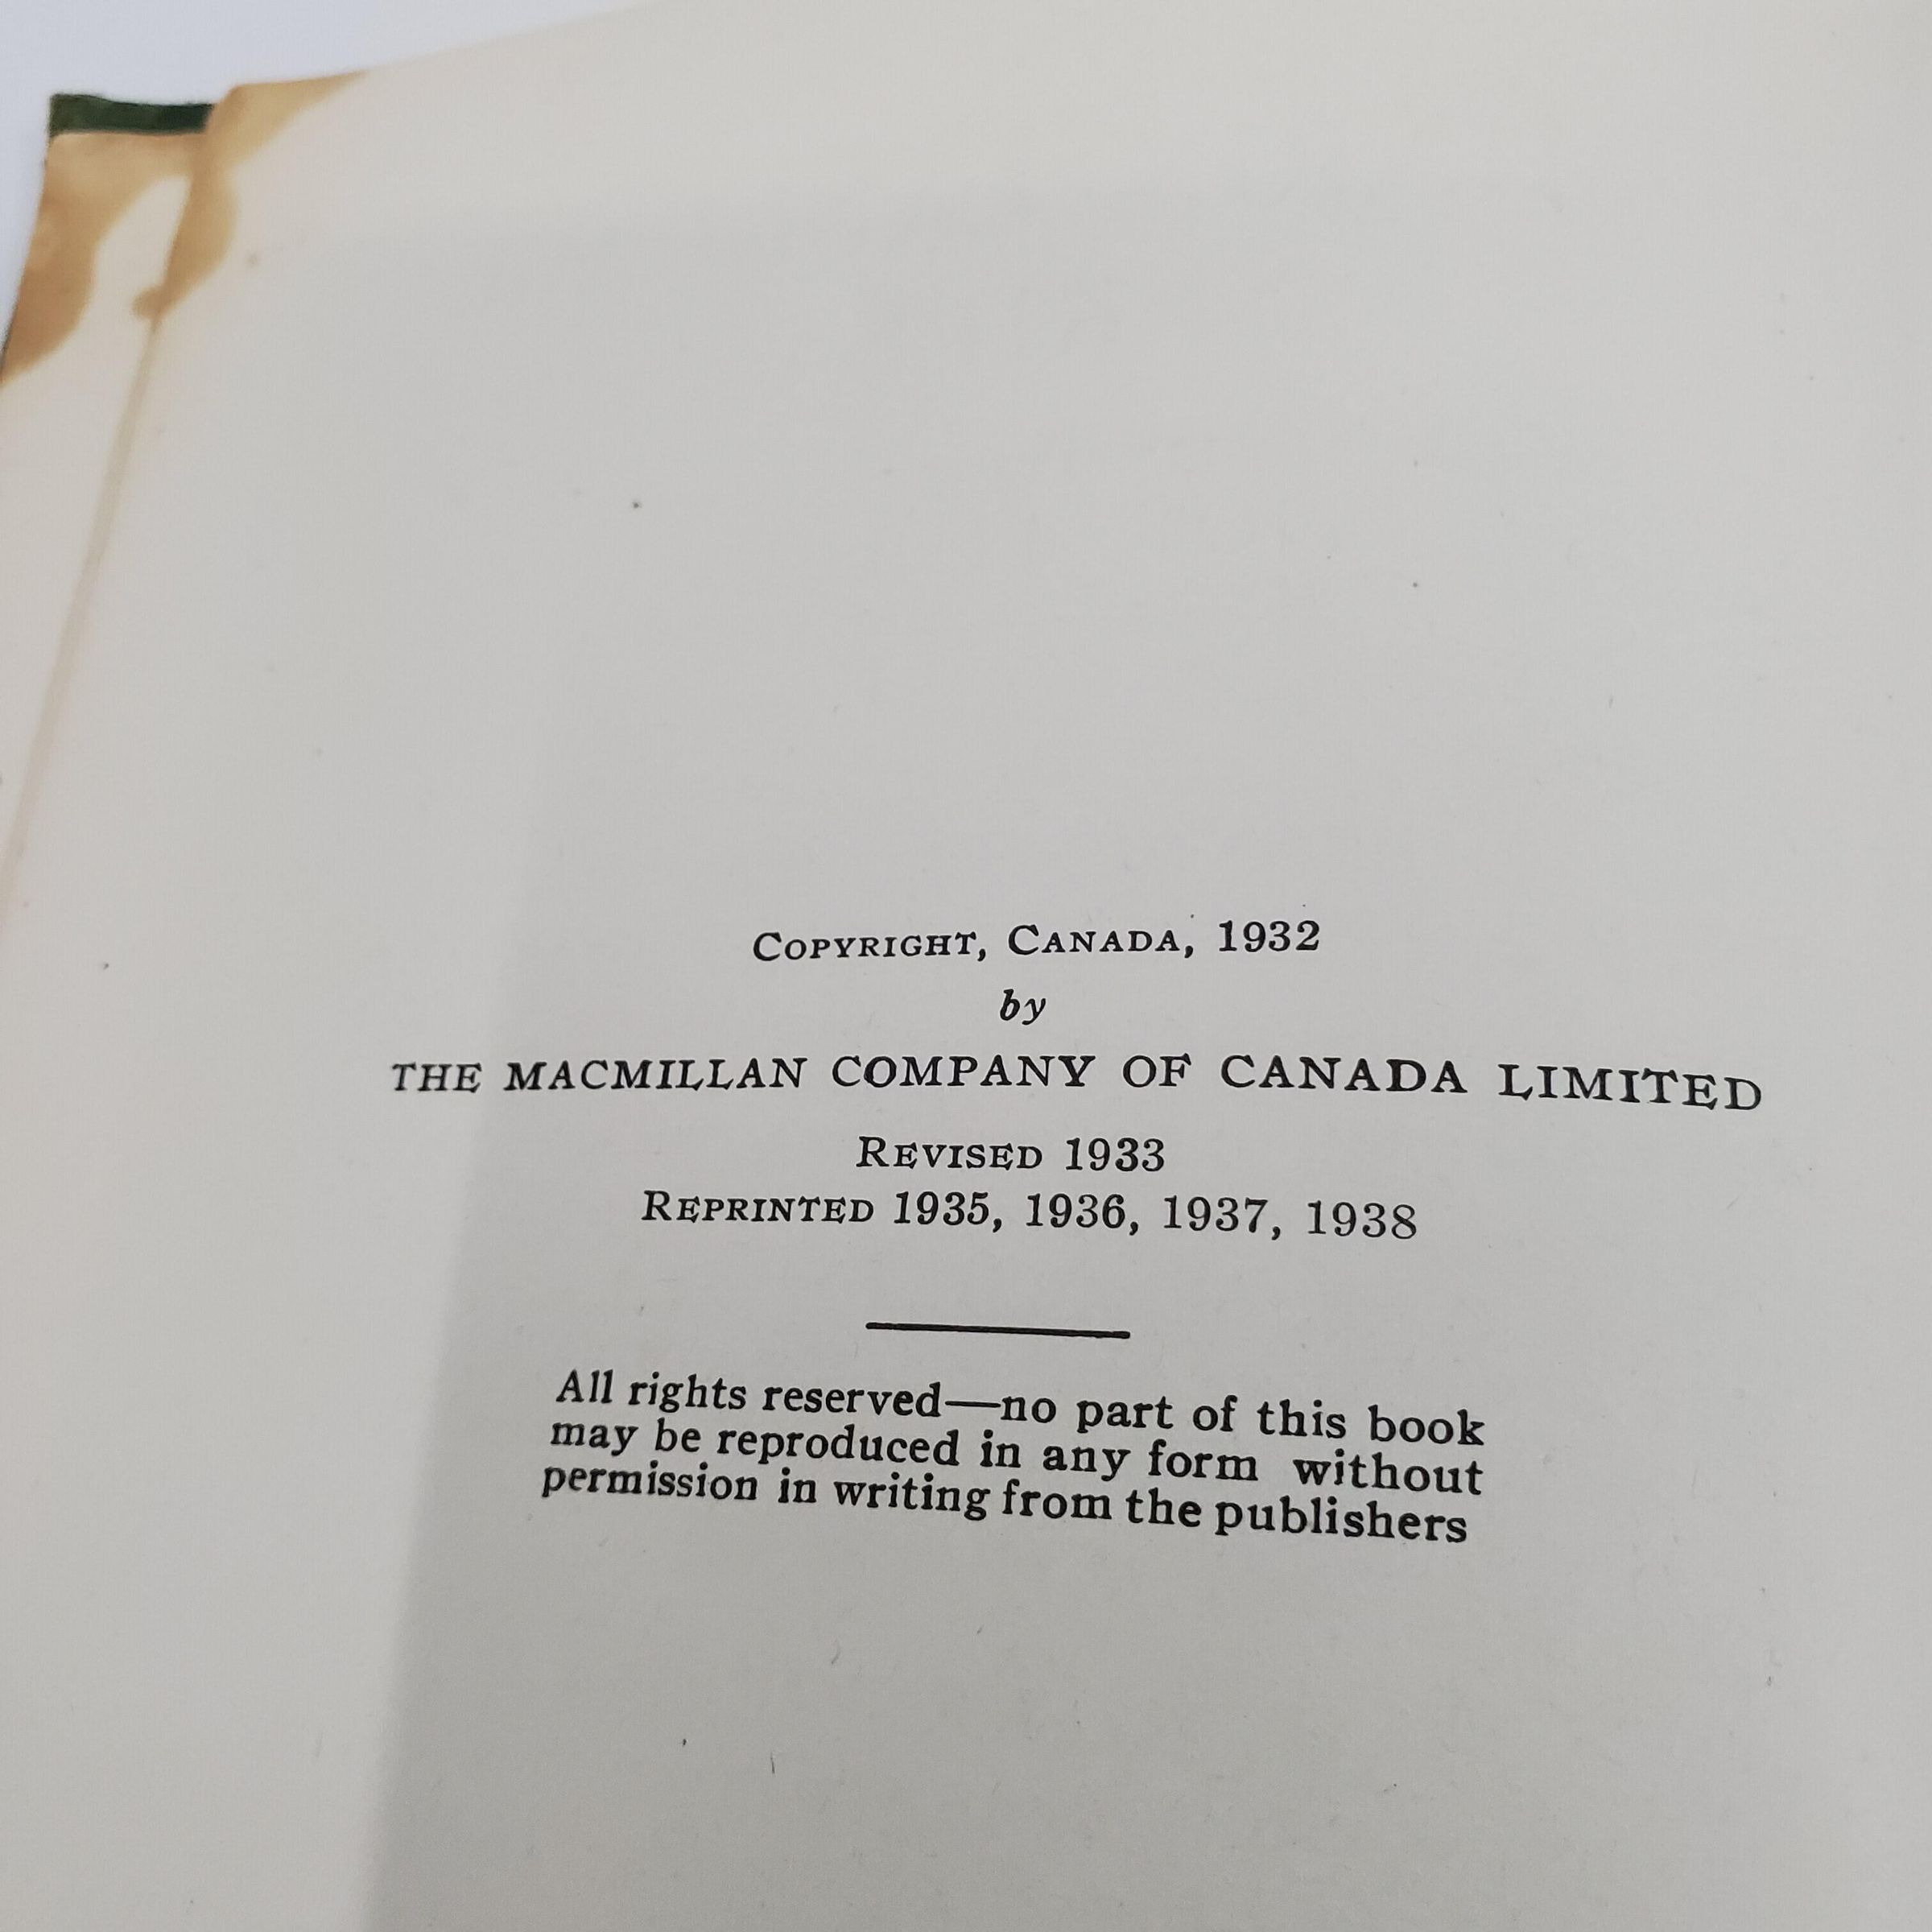 COPYRIGHT, CANADA, 1932
by
THE MACMILLAN COMPANY OF CANADA LIMITED
REVISED 1933
REPRINTED 1935, 1936, 1937, 1938
All rights reserved—no part of this book
may be reproduced in any form without
permission in writing from the publishers